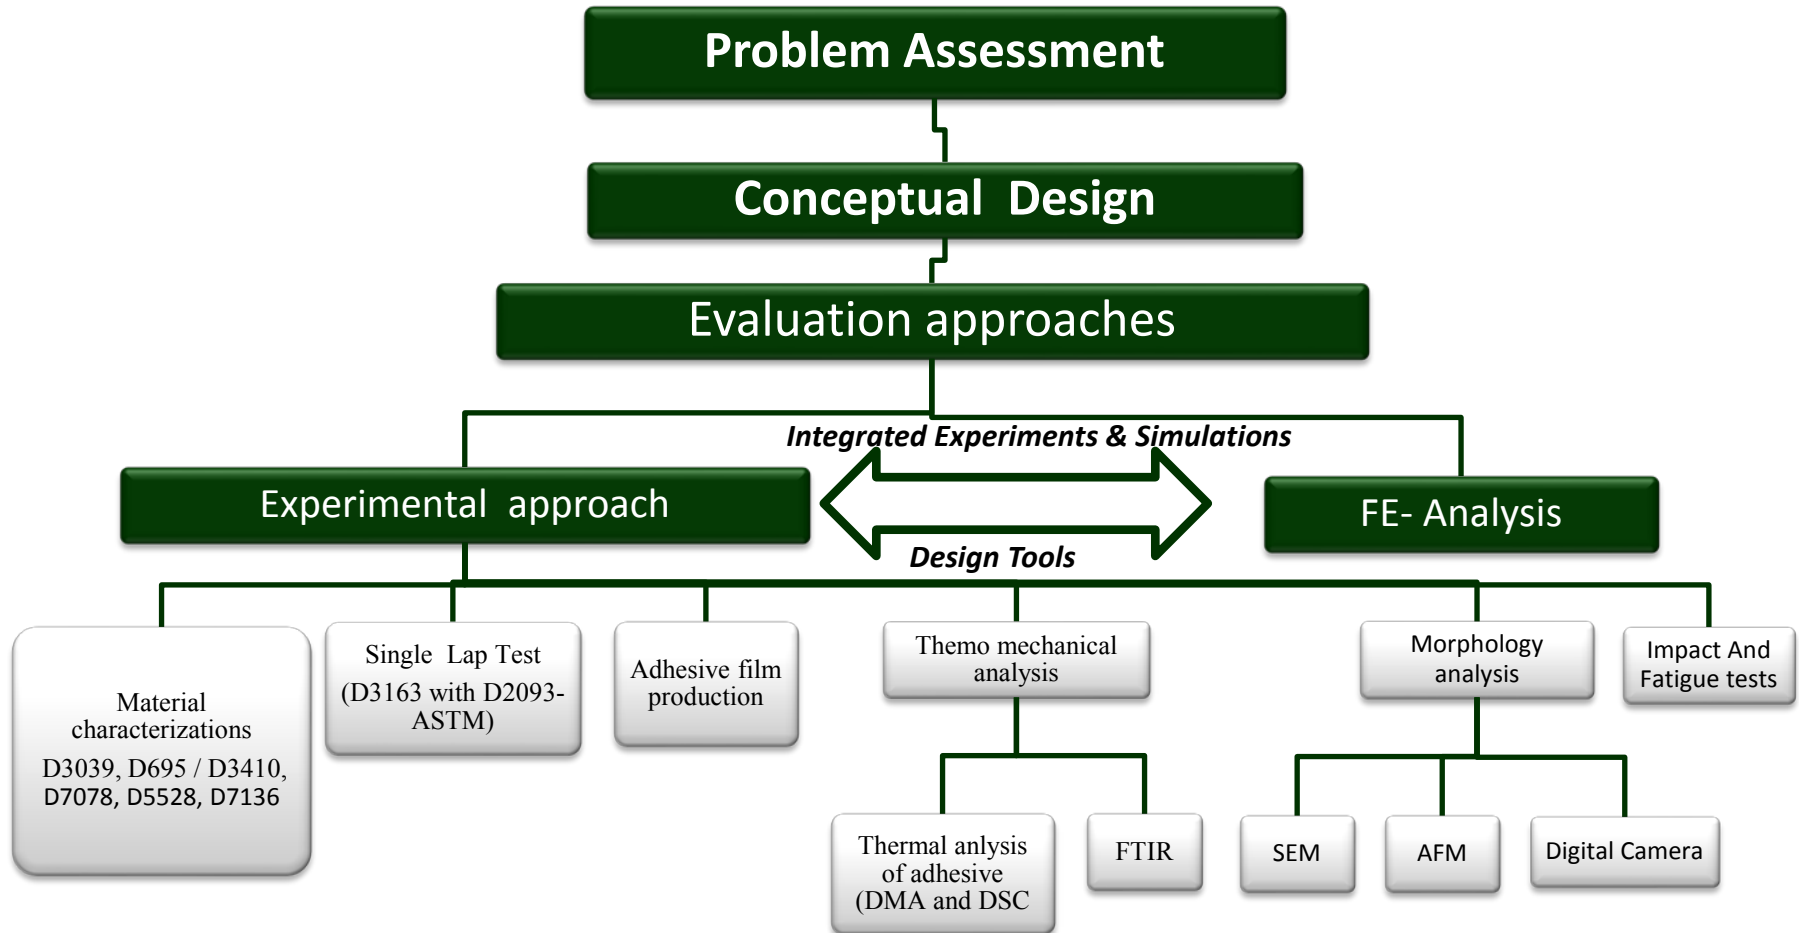 Problem Assessment
Conceptual  Design
Evaluation approaches
Integrated Experiments & Simulations
Experimental  approach
FE- Analysis
Design Tools
Material
characterizations
D3039, D695 / D3410,
D7078, D5528, D7136
Single  Lap Test
(D3163 with D2093-
ASTM)
Adhesive film
production
Themo mechanical
analysis
Morphology
analysis
Impact And
Fatigue tests
Thermal anlysis
of adhesive
(DMA and DSC
FTIR
SEM
AFM
Digital Camera